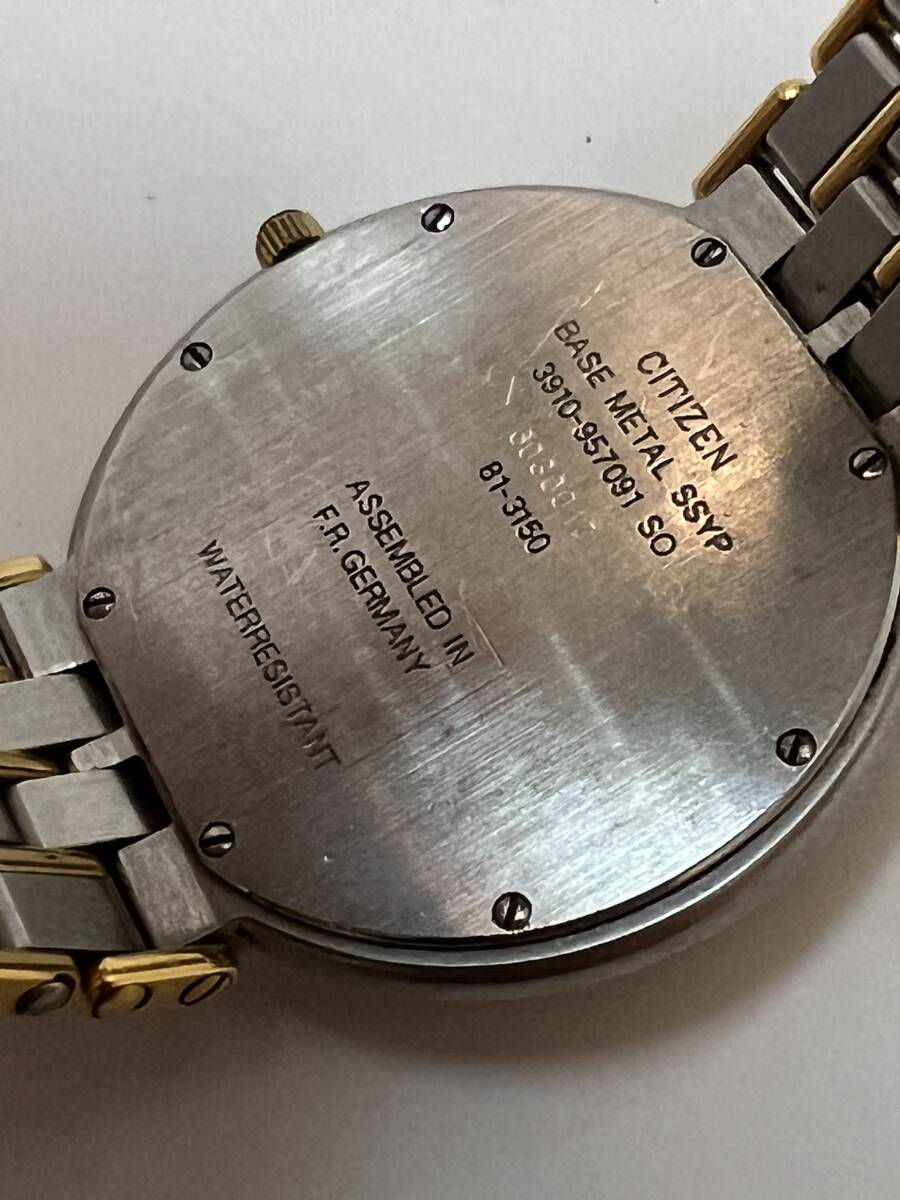 CITIZEN
BASE METAL SSYP
3910-957091 SO
81-3150
ASSEMBLED IN
F.R. GERMANY
WATERRESISTANT